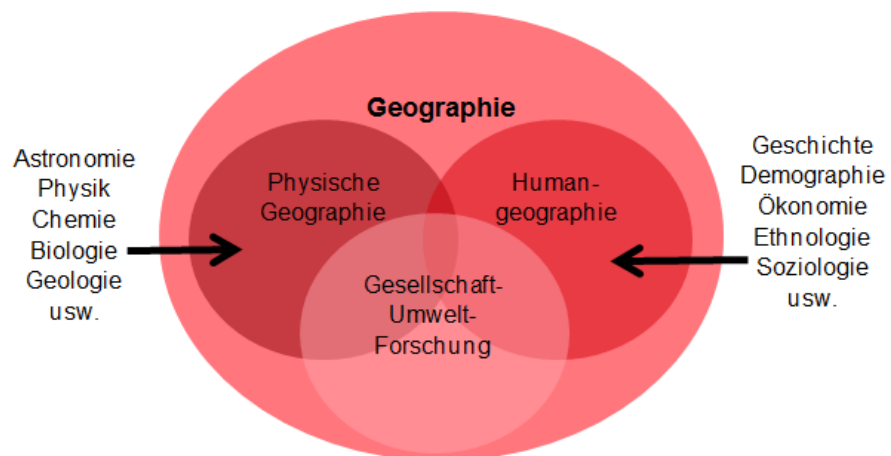 Geographie
Astronomie
Physik
Chemie
Biologie
Geologie
usw.
Physische
Geographie
Human-
geographie
Gesellschaft-
Umwelt-
Forschung
Geschichte
Demographie
Ökonomie
Ethnologie
Soziologie
usw.